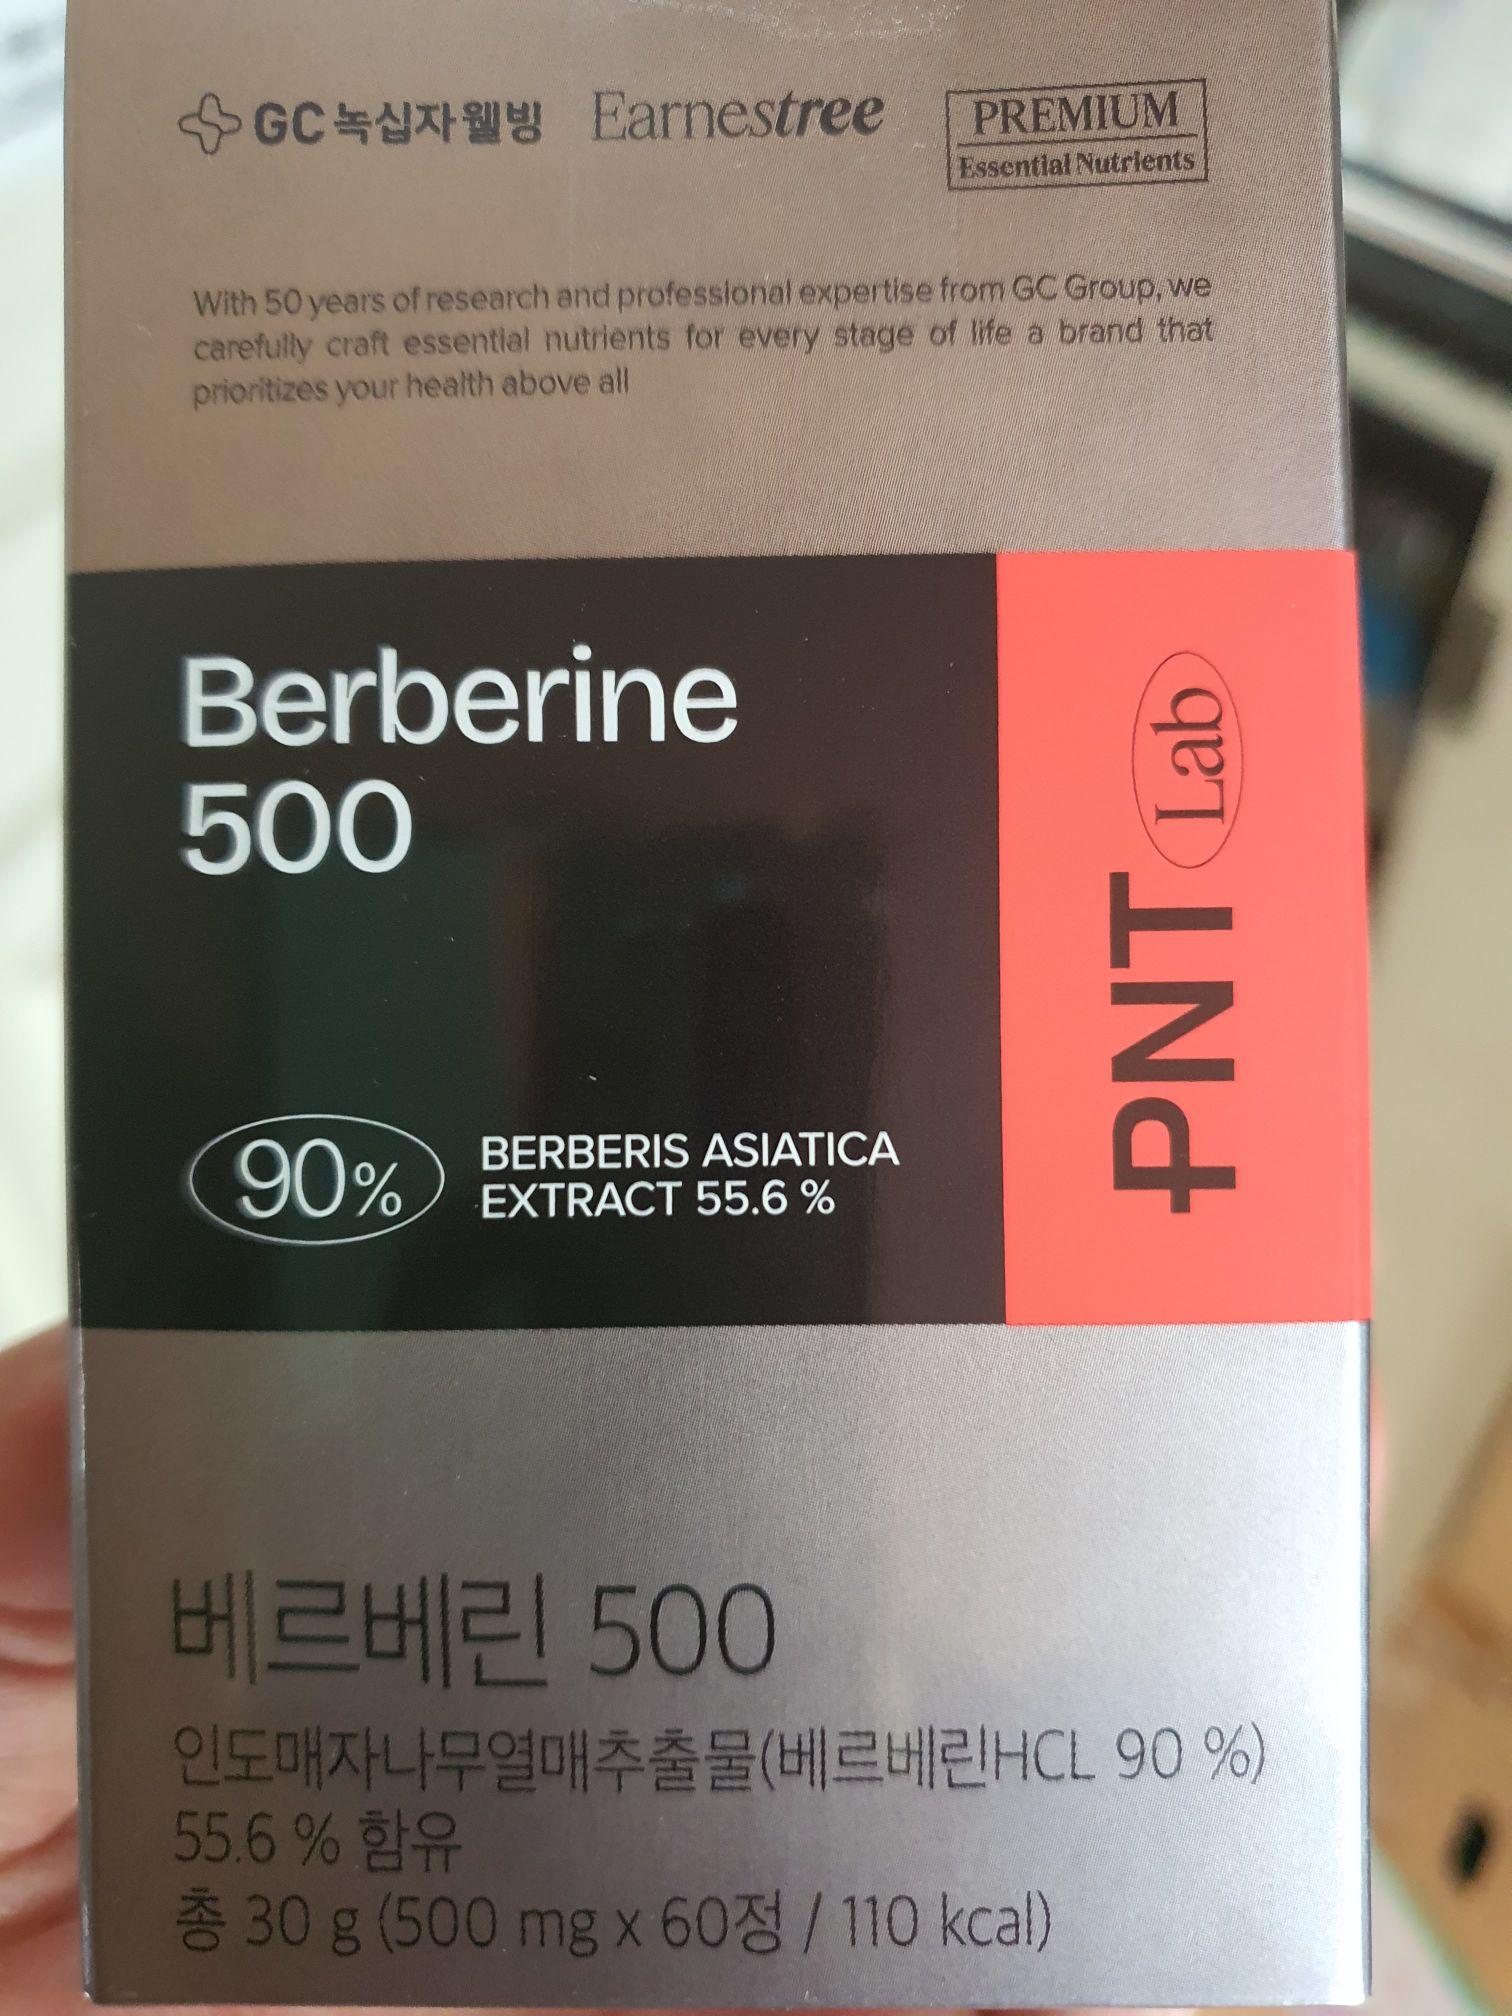 GC녹십자웰빙 Earnestree PREMIUM
Essential Nutrients
With 50 years of research and professional expertise from GC Group, we
carefully craft essential nutrients for every stage of life a brand that
prioritizes your health above all
Berberine
500
PNT Lab
90% BERBERIS ASIATICA
EXTRACT 55.6 %
베르베린 500
인도매자나무열매추출물(베르베린HCL 90 %)
55.6 % 함유
총 30 g (500 mg x 60정 / 110 kcal)